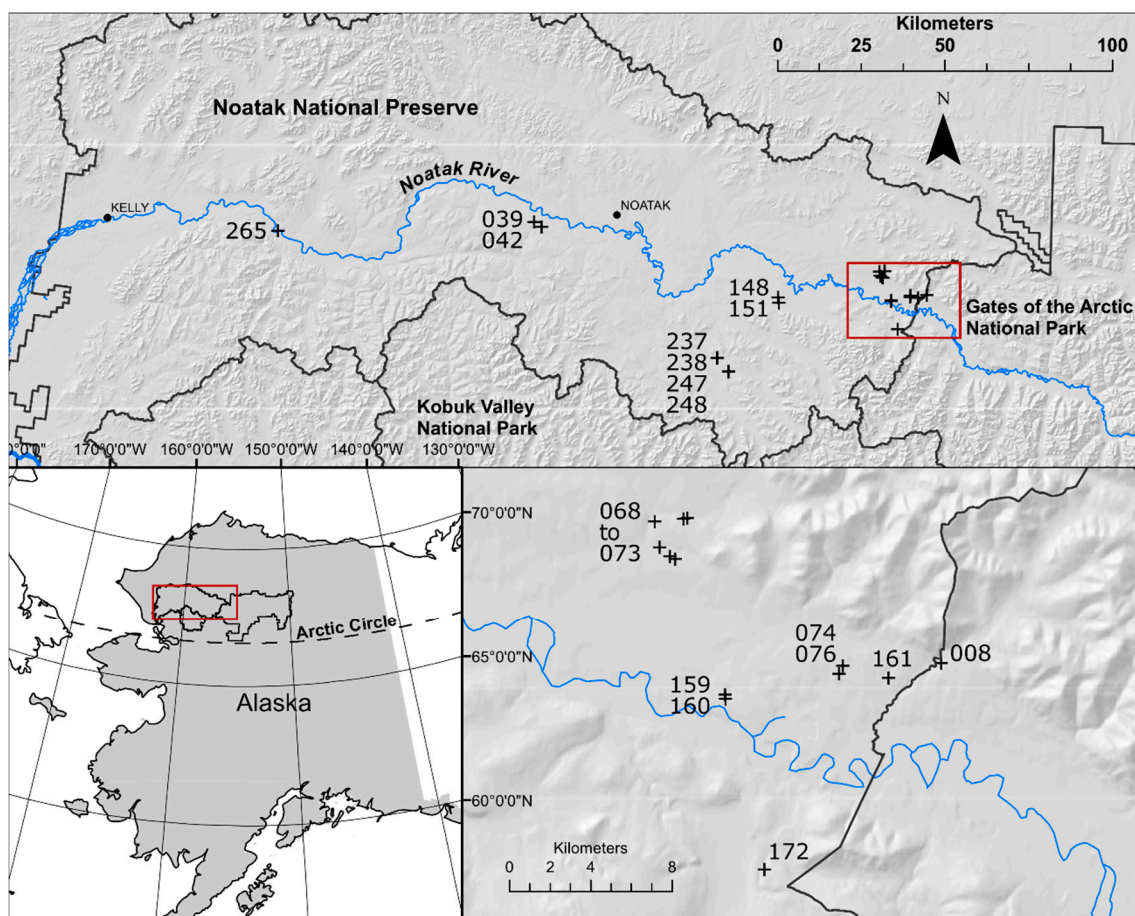 Kilometers
0 25 50 100
Noatak National Preserve
N
Noatak River
KELLY
NOATAK
265
039
042
148
151
237
238
247
248
Gates of the Arctic
National Park
Kobuk Valley
National Park
0°0'0" 170°0'0"W 160°0'0"W 150°0'0"W 140°0'0"W 130°0'0"W
70°0'0"N
65°0'0"N
60°0'0"N
Arctic Circle
Alaska
068
to
073
074
076
161
008
159
160
172
Kilometers
0 2 4 8